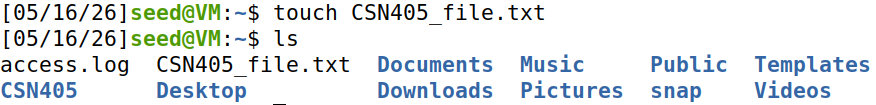 [05/16/26]seed@VM:~$ touch CSN405_file.txt
[05/16/26]seed@VM:~$ ls
access.log  CSN405_file.txt  Documents  Music     Public  Templates
CSN405      Desktop    _     Downloads  Pictures  snap    Videos